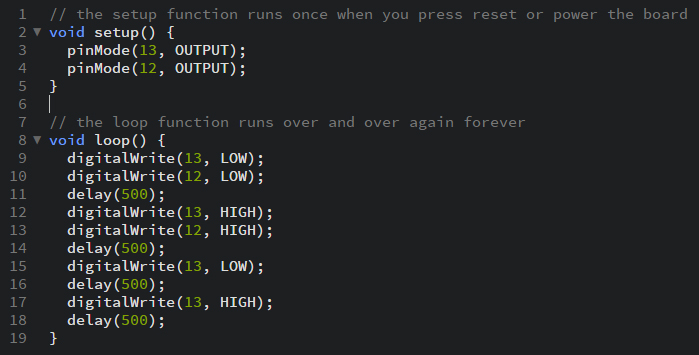 1 // the setup function runs once when you press reset or power the board
2 void setup() {
3   pinMode(13, OUTPUT);
4   pinMode(12, OUTPUT);
5 }
6
7 // the loop function runs over and over again forever
8 void loop() {
9   digitalWrite(13, LOW);
10   digitalWrite(12, LOW);
11   delay(500);
12   digitalWrite(13, HIGH);
13   digitalWrite(12, HIGH);
14   delay(500);
15   digitalWrite(13, LOW);
16   delay(500);
17   digitalWrite(13, HIGH);
18   delay(500);
19 }